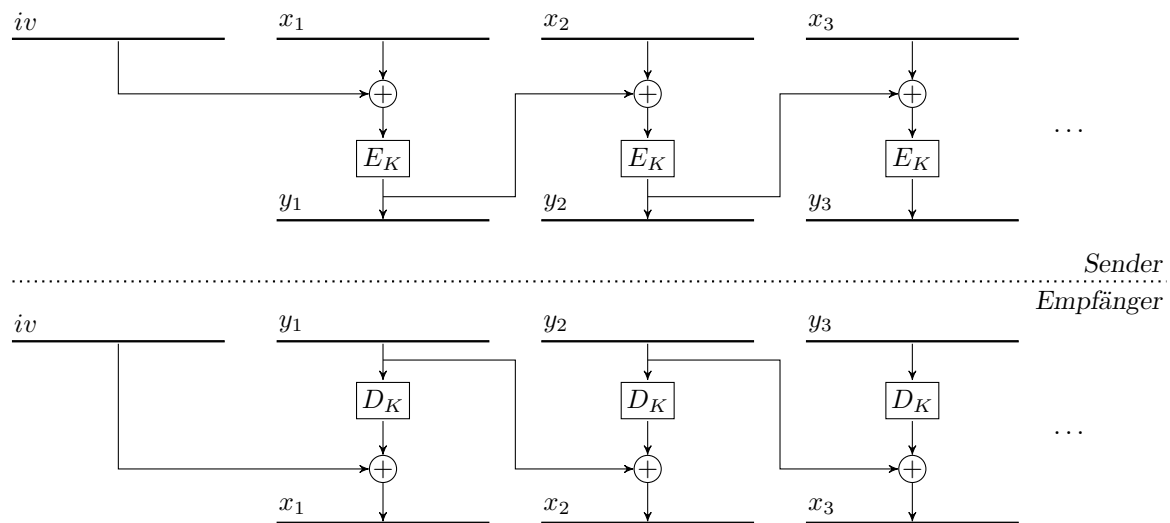 iv x₁ x₂ x₃
+ + +
E_K E_K E_K ...
y₁ y₂ y₃
Sender
Empfänger
iv y₁ y₂ y₃
D_K D_K D_K ...
+ + +
x₁ x₂ x₃